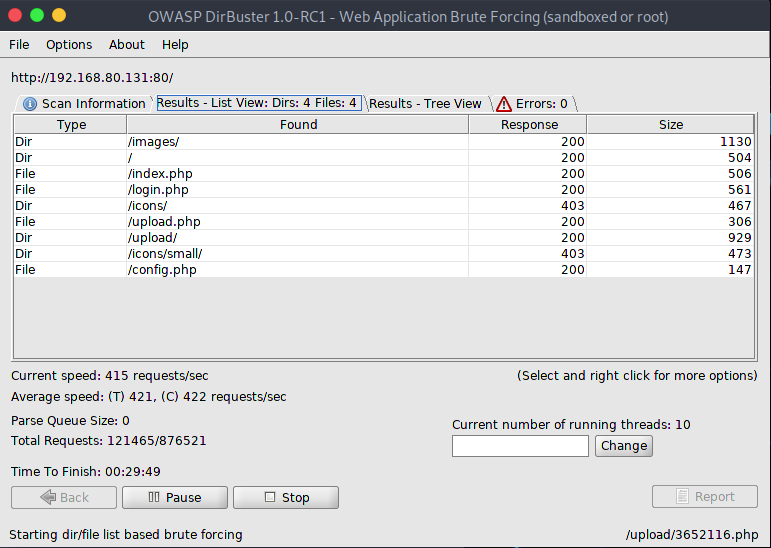 OWASP DirBuster 1.0-RC1 - Web Application Brute Forcing (sandboxed or root)
File Options About Help
http://192.168.80.131:80/
Scan Information Results - List View: Dirs: 4 Files: 4 Results - Tree View Errors: 0
Type Found Response Size
Dir /images/ 200 1130
Dir / 200 504
File /index.php 200 506
File /login.php 200 561
Dir /icons/ 403 467
File /upload.php 200 306
Dir /upload/ 200 929
Dir /icons/small/ 403 473
File /config.php 200 147
Current speed: 415 requests/sec (Select and right click for more options)
Average speed: (T) 421, (C) 422 requests/sec
Parse Queue Size: 0
Current number of running threads: 10
Total Requests: 121465/876521
Change
Time To Finish: 00:29:49
Back Pause Stop Report
Starting dir/file list based brute forcing /upload/3652116.php